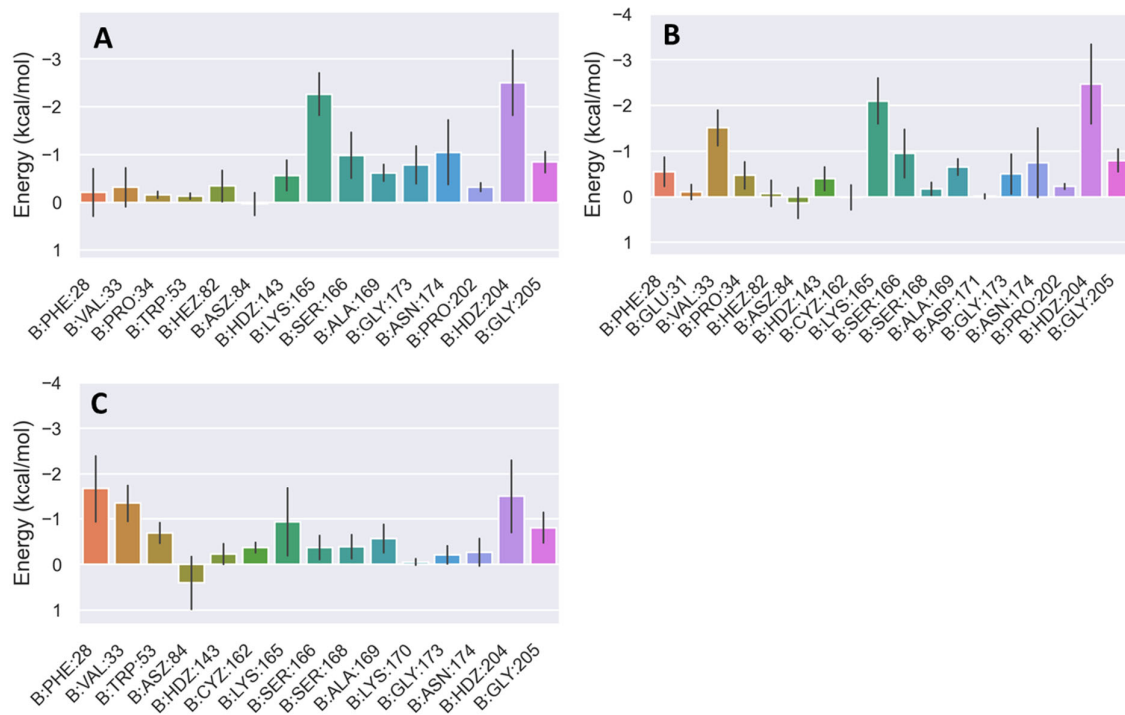 A
Energy (kcal/mol)
−3
−2
−1
0
1
B:PHE:28
B:VAL:33
B:PRO:34
B:TRP:53
B:HEZ:82
B:ASZ:84
B:HDZ:143
B:LYS:165
B:SER:166
B:ALA:169
B:GLY:173
B:ASN:174
B:PRO:202
B:HDZ:204
B:GLY:205
B
Energy (kcal/mol)
−4
−3
−2
−1
0
1
B:PHE:28
B:GLU:31
B:VAL:33
B:PRO:34
B:HEZ:82
B:ASZ:84
B:HDZ:143
B:CYZ:162
B:LYS:165
B:SER:166
B:SER:168
B:ALA:169
B:ASP:171
B:GLY:173
B:ASN:174
B:PRO:202
B:HDZ:204
B:GLY:205
C
Energy (kcal/mol)
−4
−3
−2
−1
0
1
B:PHE:28
B:VAL:33
B:TRP:53
B:ASZ:84
B:HDZ:143
B:CYZ:162
B:LYS:165
B:SER:166
B:SER:168
B:ALA:169
B:LYS:170
B:GLY:173
B:ASN:174
B:HDZ:204
B:GLY:205